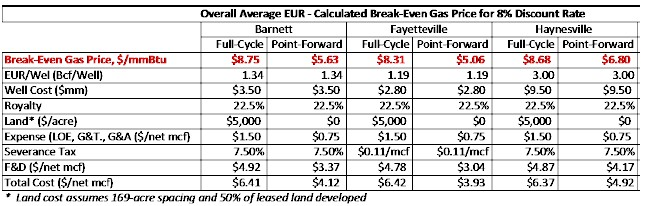 Overall Average EUR - Calculated Break-Even Gas Price for 8% Discount Rate
Barnett Fayetteville Haynesville
Full-Cycle Point-Forward Full-Cycle Point-Forward Full-Cycle Point-Forward
Break-Even Gas Price, $/mmBtu $8.75 $5.63 $8.31 $5.06 $8.68 $6.80
EUR/Wel (Bcf/Well) 1.34 1.34 1.19 1.19 3.00 3.00
Well Cost ($mm) $3.50 $3.50 $2.80 $2.80 $9.50 $9.50
Royalty 22.5% 22.5% 22.5% 22.5% 22.5% 22.5%
Land* ($/acre) $5,000 $0 $5,000 $0 $5,000 $0
Expense (LOE, G&T., G&A ($/net mcf) $1.50 $0.75 $1.50 $0.75 $1.50 $0.75
Severance Tax 7.50% 7.50% $0.11/mcf $0.11/mcf 7.50% 7.50%
F&D ($/net mcf) $4.92 $3.37 $4.78 $3.04 $4.87 $4.17
Total Cost ($/net mcf) $6.41 $4.12 $6.42 $3.93 $6.37 $4.92
* Land cost assumes 169-acre spacing and 50% of leased land developed